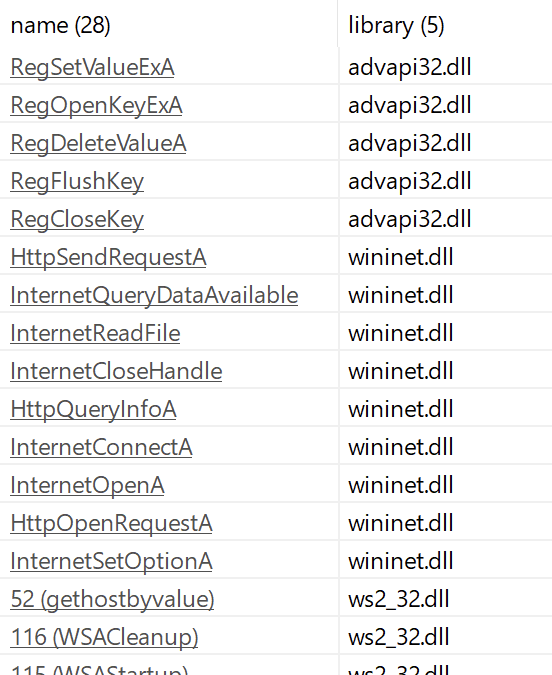 name (28) library (5)
RegSetValueExA advapi32.dll
RegOpenKeyExA advapi32.dll
RegDeleteValueA advapi32.dll
RegFlushKey advapi32.dll
RegCloseKey advapi32.dll
HttpSendRequestA wininet.dll
InternetQueryDataAvailable wininet.dll
InternetReadFile wininet.dll
InternetCloseHandle wininet.dll
HttpQueryInfoA wininet.dll
InternetConnectA wininet.dll
InternetOpenA wininet.dll
HttpOpenRequestA wininet.dll
InternetSetOptionA wininet.dll
52 (gethostbyvalue) ws2_32.dll
116 (WSACleanup) ws2_32.dll
115 (WSAStartup) ws2_32.dll